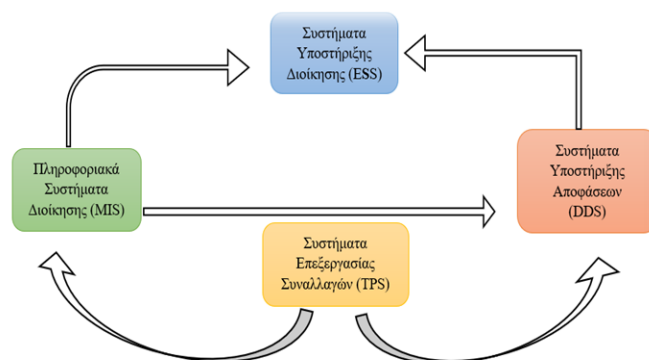 Συστήματα
Υποστήριξης
Διοίκησης (ESS)
Πληροφοριακά
Συστήματα
Διοίκησης (MIS)
Συστήματα
Υποστήριξης
Αποφάσεων
(DDS)
Συστήματα
Επεξεργασίας
Συναλλαγών (TPS)